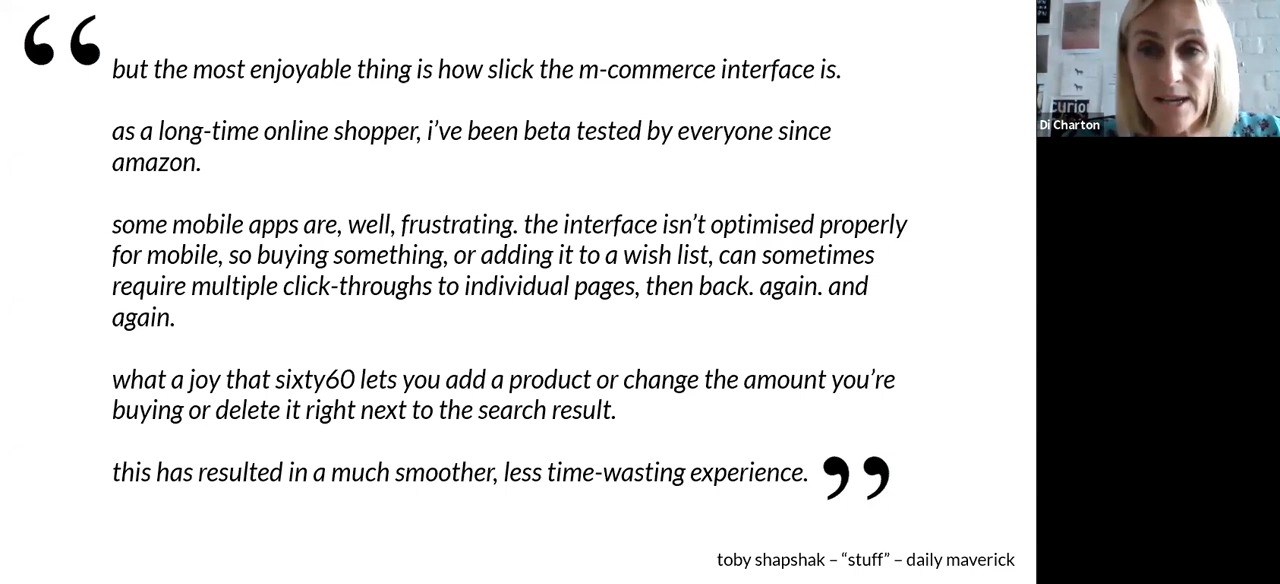 “
but the most enjoyable thing is how slick the m-commerce interface is.
as a long-time online shopper, i’ve been beta tested by everyone since
amazon.
some mobile apps are, well, frustrating. the interface isn’t optimised properly
for mobile, so buying something, or adding it to a wish list, can sometimes
require multiple click-throughs to individual pages, then back. again. and
again.
what a joy that sixty60 lets you add a product or change the amount you’re
buying or delete it right next to the search result.
this has resulted in a much smoother, less time-wasting experience. ”
toby shapshak – “stuff” – daily maverick
curio
Di Charton